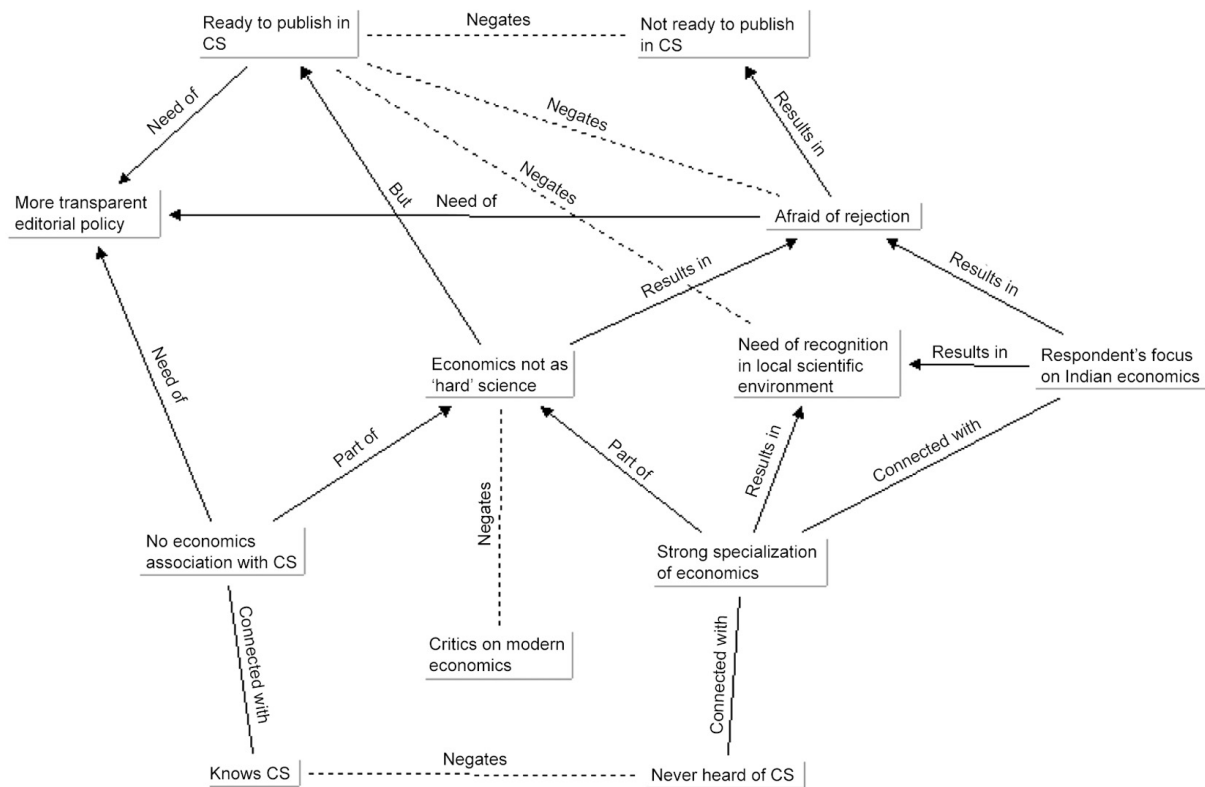 Ready to publish in
CS
Negates
Not ready to publish
in CS
Need of
Negates
Results in
Negates
But
More transparent
editorial policy
Need of
Afraid of rejection
Results in
Results in
Need of
Economics not as
‘hard’ science
Need of recognition
in local scientific
environment
Results in
Respondent’s focus
on Indian economics
Part of
Negates
Part of
Results in
Connected with
No economics
association with CS
Strong specialization
of economics
Connected with
Critics on modern
economics
Connected with
Knows CS
Negates
Never heard of CS